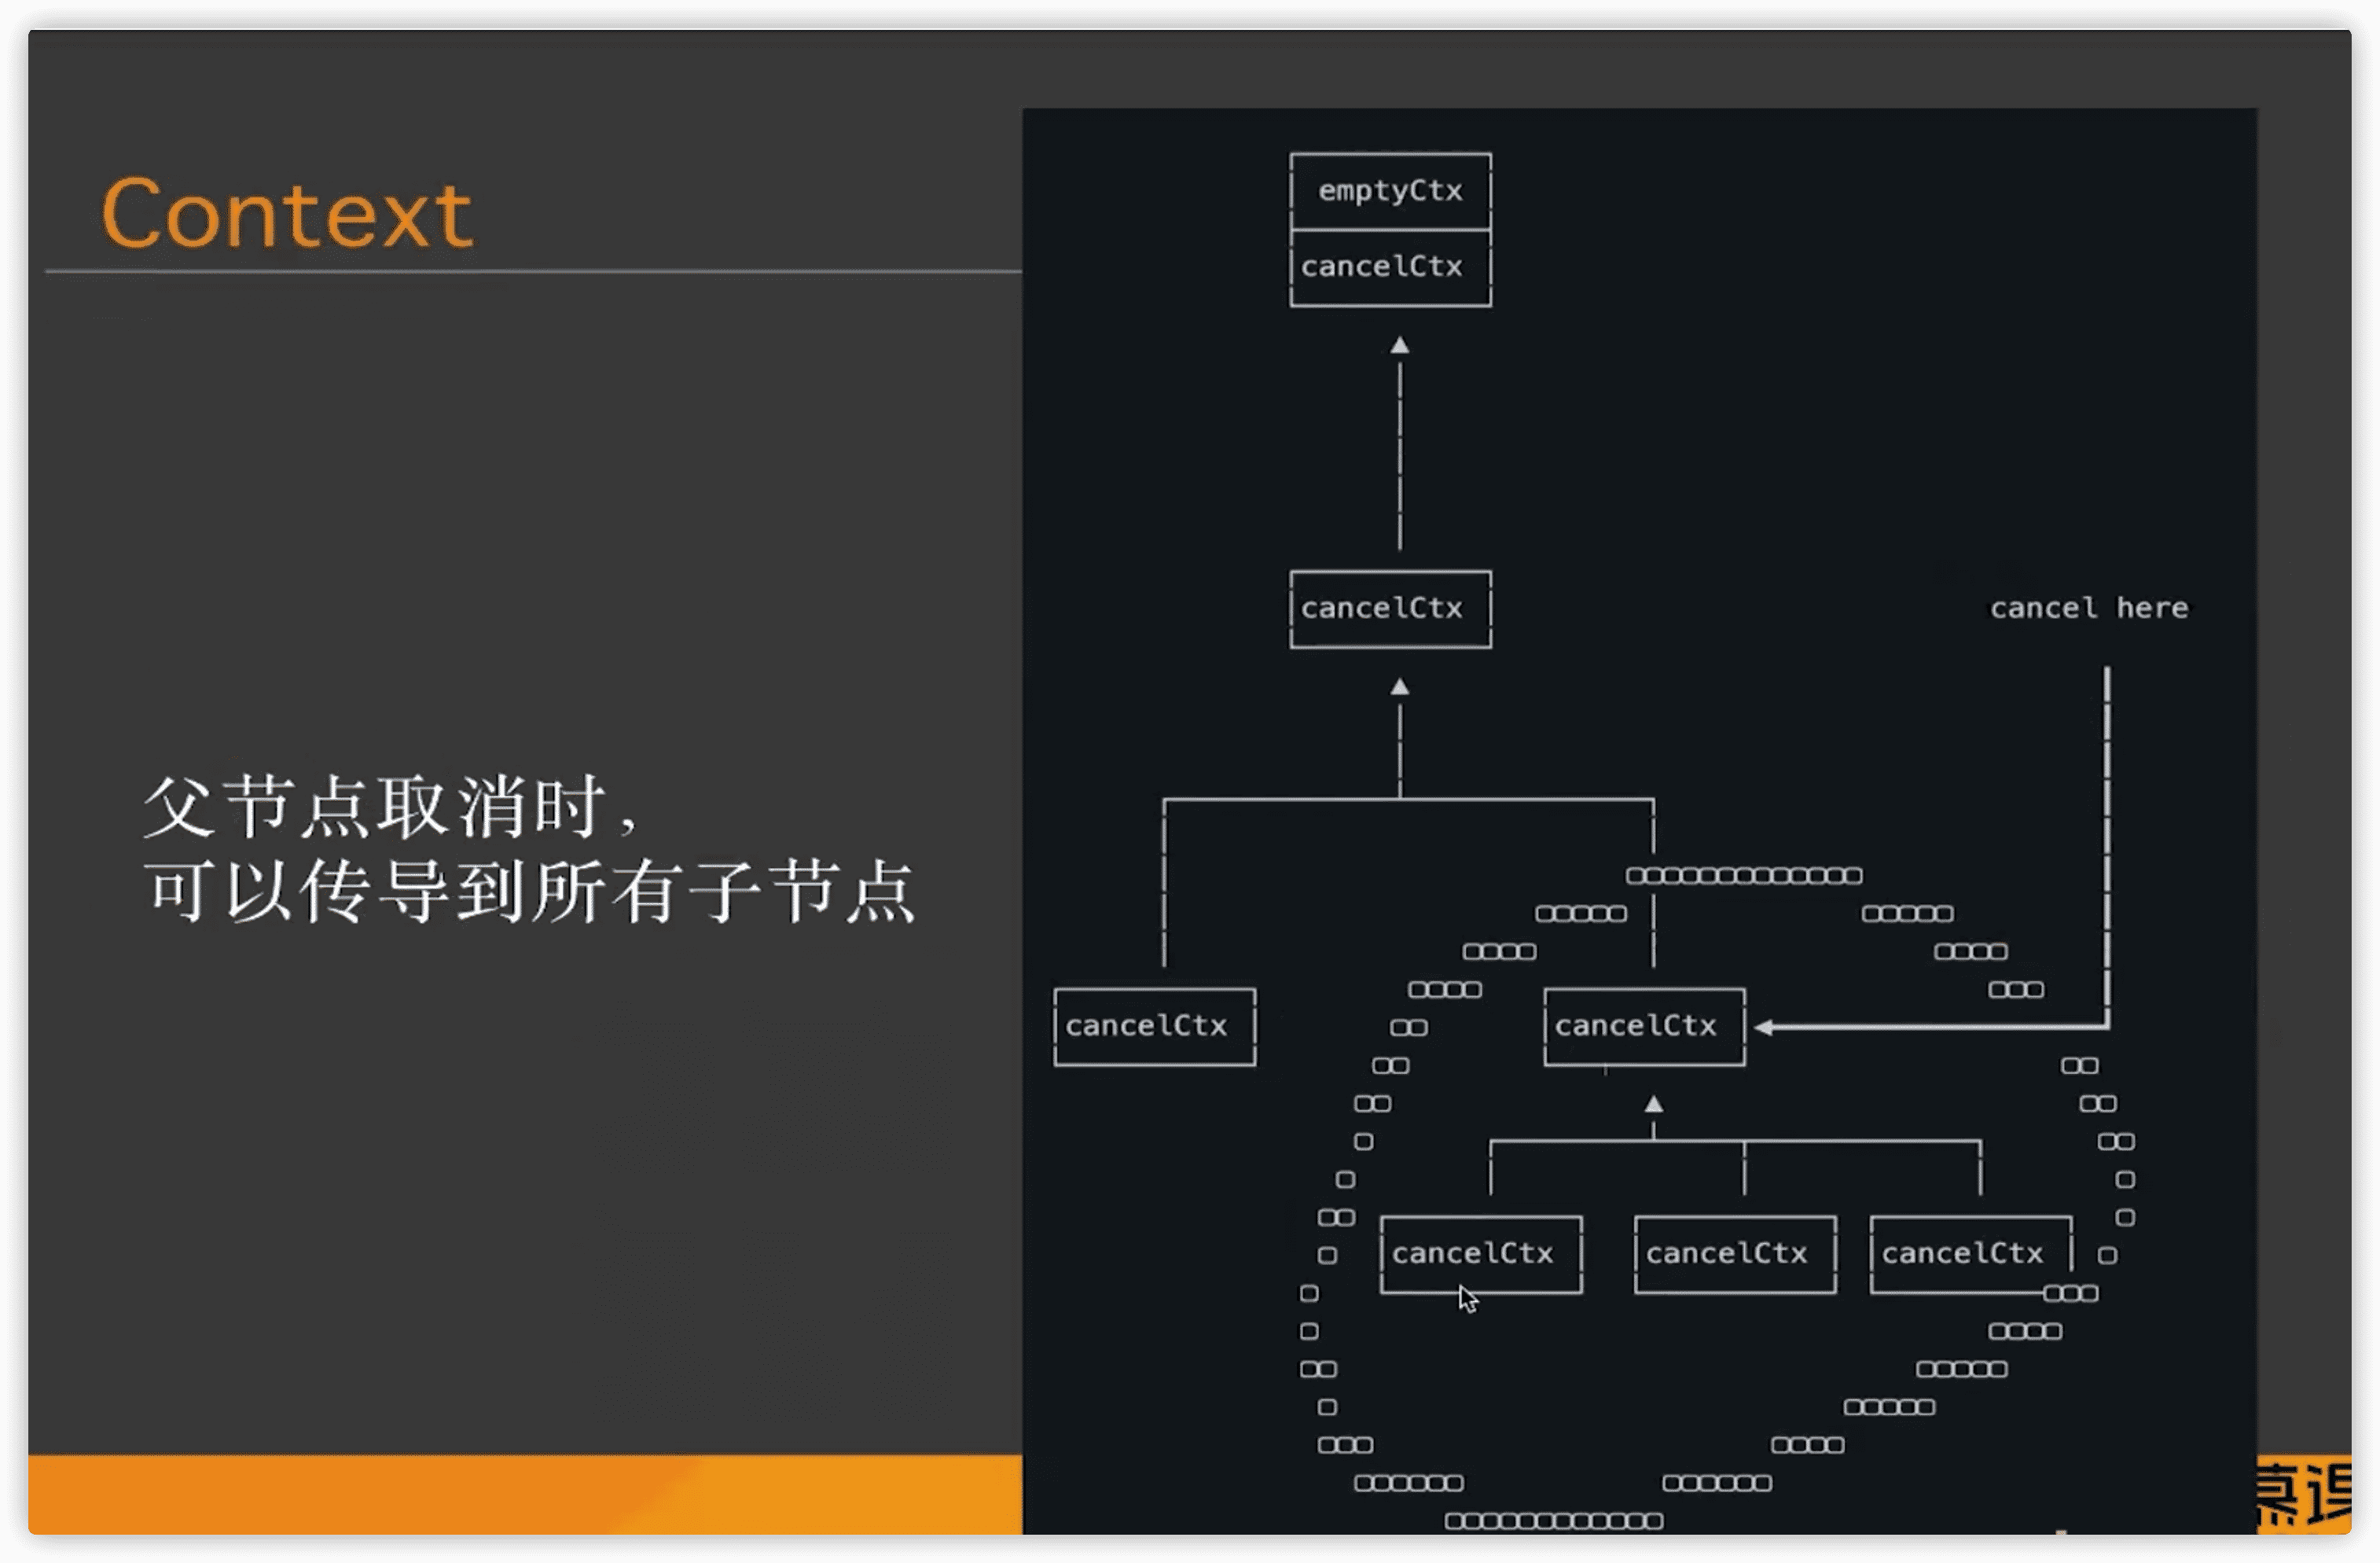 Context
父节点取消时，
可以传导到所有子节点
emptyCtx
cancelCtx
cancelCtx
cancel here
cancelCtx
cancelCtx
cancelCtx
cancelCtx
cancelCtx